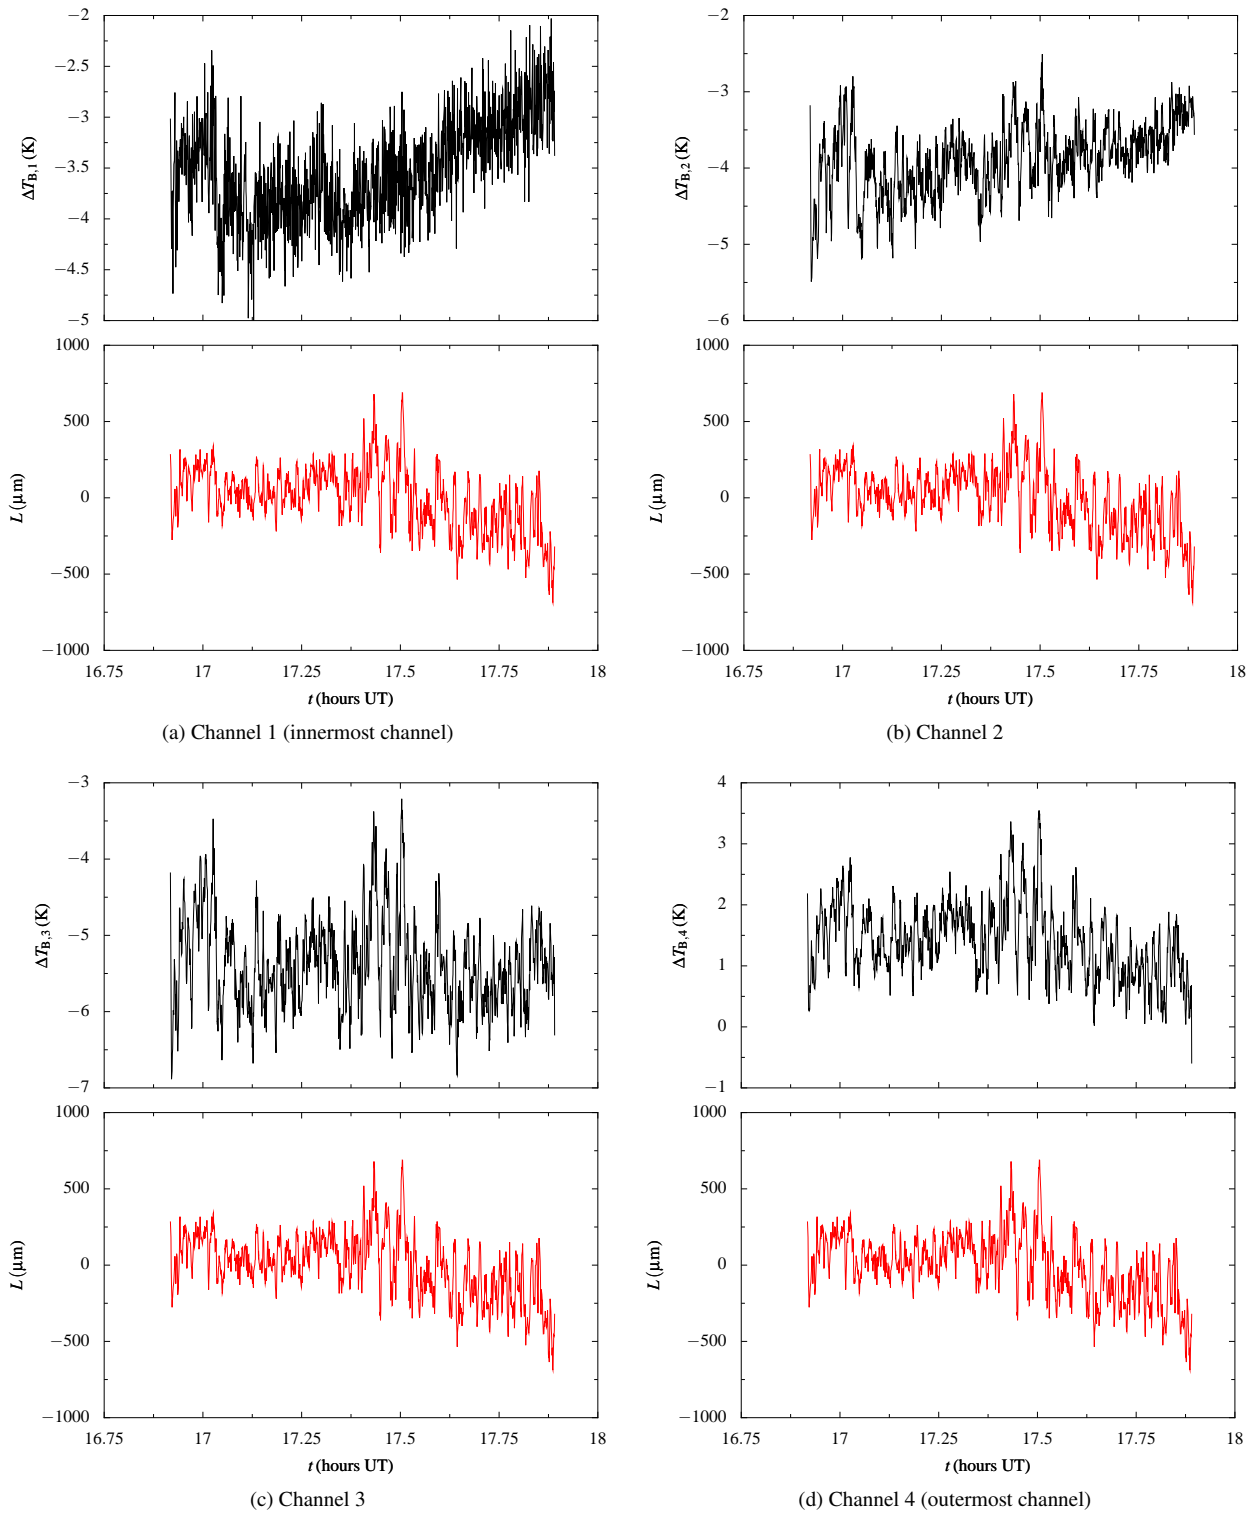 −2
−2.5
−3
−3.5
−4
−4.5
−5
ΔT_B,1 (K)
1000
500
0
−500
−1000
L (μm)
16.75 17 17.25 17.5 17.75 18
t (hours UT)
(a) Channel 1 (innermost channel)
−2
−3
−4
−5
−6
ΔT_B,2 (K)
1000
500
0
−500
−1000
L (μm)
16.75 17 17.25 17.5 17.75 18
t (hours UT)
(b) Channel 2
−3
−4
−5
−6
−7
ΔT_B,3 (K)
1000
500
0
−500
−1000
L (μm)
16.75 17 17.25 17.5 17.75 18
t (hours UT)
(c) Channel 3
4
3
2
1
0
−1
ΔT_B,4 (K)
1000
500
0
−500
−1000
L (μm)
16.75 17 17.25 17.5 17.75 18
t (hours UT)
(d) Channel 4 (outermost channel)